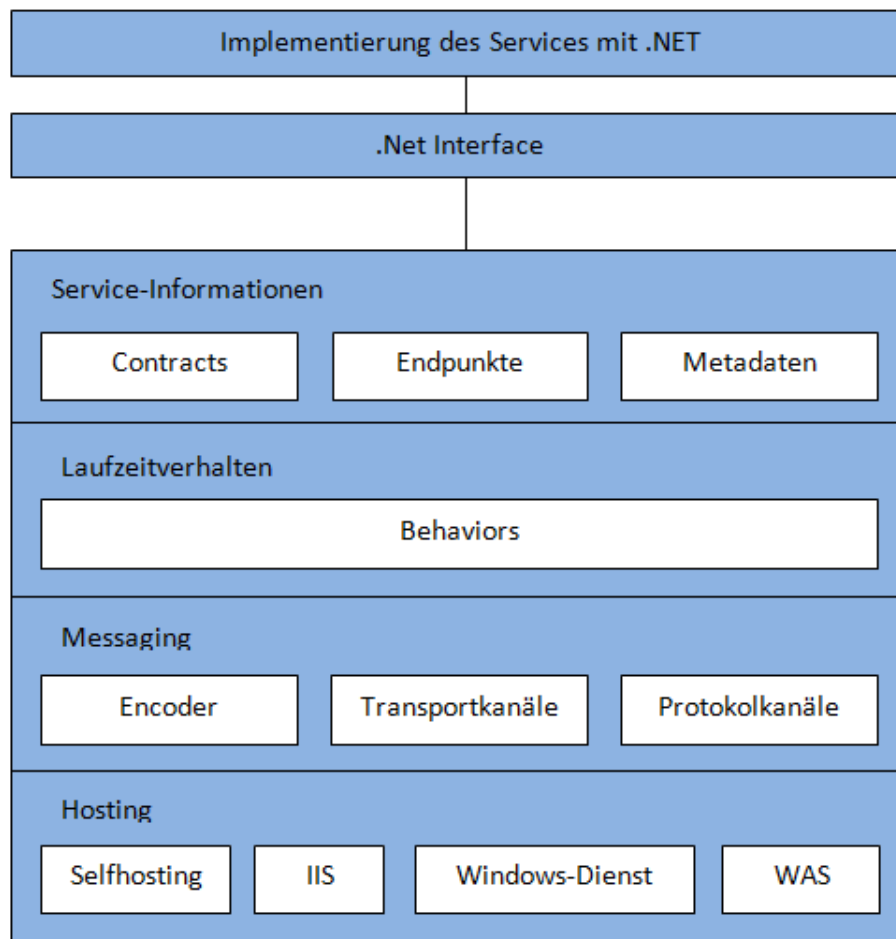 Implementierung des Services mit .NET
.Net Interface
Service-Informationen
Contracts
Endpunkte
Metadaten
Laufzeitverhalten
Behaviors
Messaging
Encoder
Transportkanäle
Protokolkanäle
Hosting
Selfhosting
IIS
Windows-Dienst
WAS